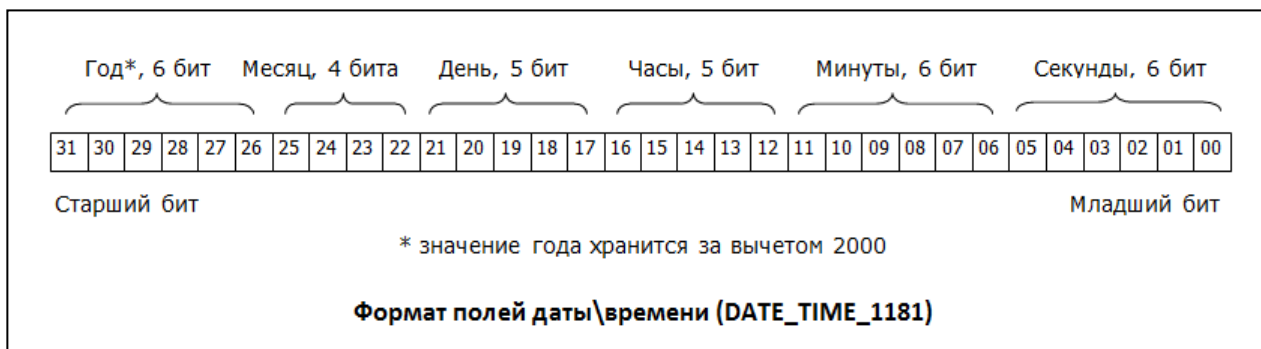 Год*, 6 бит Месяц, 4 бита День, 5 бит Часы, 5 бит Минуты, 6 бит Секунды, 6 бит
31 30 29 28 27 26 25 24 23 22 21 20 19 18 17 16 15 14 13 12 11 10 09 08 07 06 05 04 03 02 01 00
Старший бит Младший бит
* значение года хранится за вычетом 2000
Формат полей даты\времени (DATE_TIME_1181)